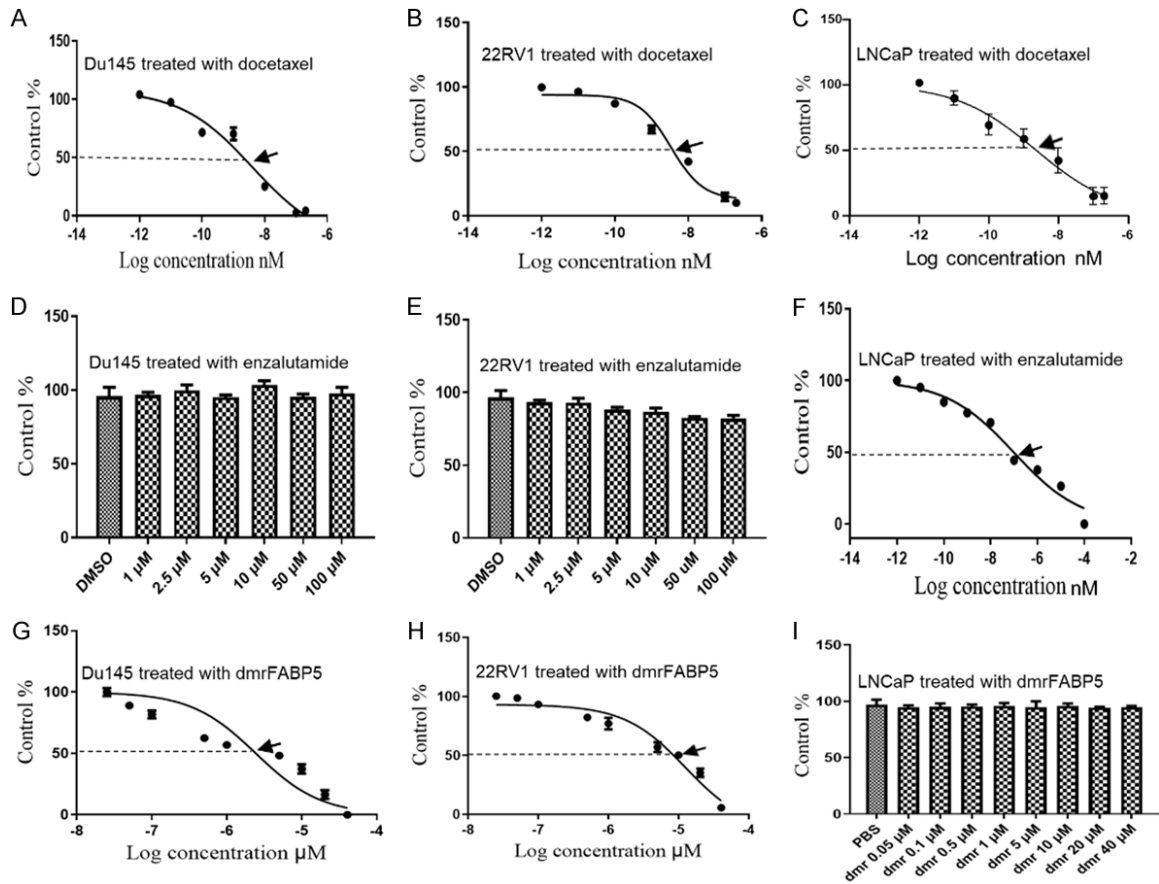 A
Du145 treated with docetaxel
Control %
150
100
50
0
-14 -12 -10 -8 -6
Log concentration nM
B
22RV1 treated with docetaxel
Control %
150
100
50
0
-14 -12 -10 -8 -6
Log concentration nM
C
LNCaP treated with docetaxel
Control %
150
100
50
0
-14 -12 -10 -8 -6
Log concentration nM
D
Du145 treated with enzalutamide
Control %
150
100
50
0
DMSO
1 µM
2.5 µM
5 µM
10 µM
50 µM
100 µM
E
22RV1 treated with enzalutamide
Control %
150
100
50
0
DMSO
1 µM
2.5 µM
5 µM
10 µM
50 uM
100 µM
F
LNCaP treated with enzalutamide
Control %
150
100
50
0
-14 -12 -10 -8 -6 -4 -2
Log concentration nM
G
Du145 treated with dmrFABP5
Control %
150
100
50
0
-8 -7 -6 -5 -4
Log concentration µM
H
22RV1 treated with dmrFABP5
Control %
150
100
50
0
-8 -7 -6 -5 -4
Log concentration µM
I
LNCaP treated with dmrFABP5
Control %
150
100
50
0
PBS
dmr 0.05 µM
dmr 0.1 µM
dmr 0.5 µM
dmr 1 µM
dmr 5 µM
dmr 10 µM
dmr 20 µM
dmr 40 µM